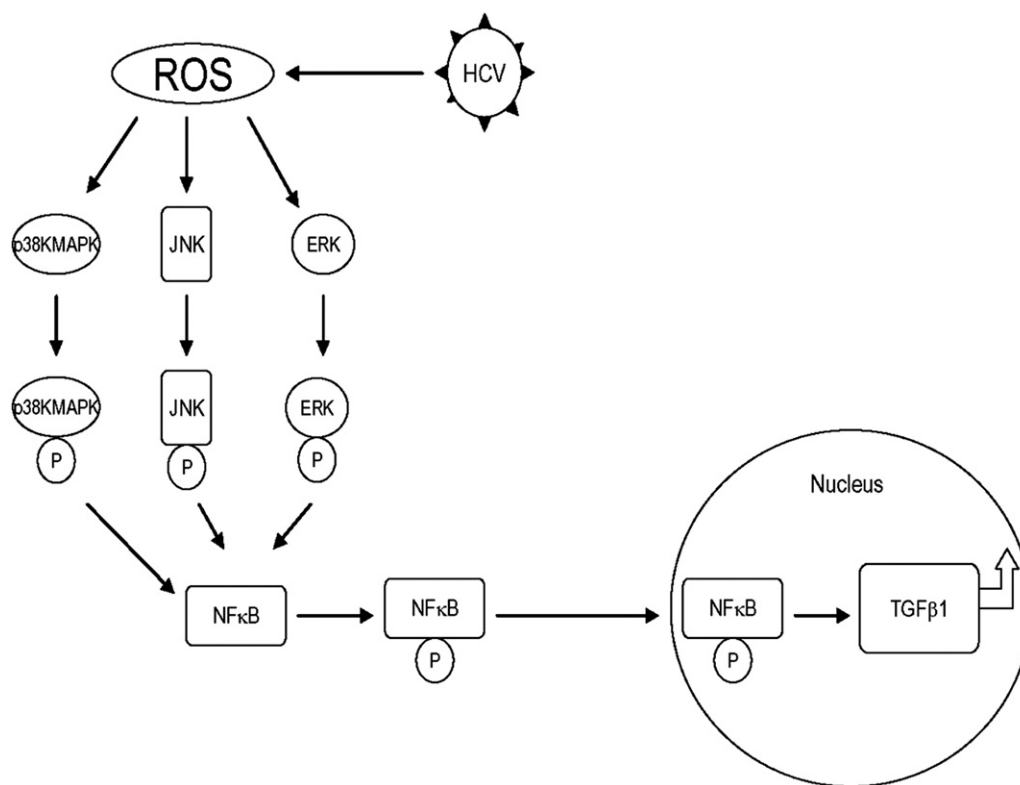 ROS
HCV
p38KMAPK
JNK
ERK
p38KMAPK
JNK
ERK
P
P
P
Nucleus
NFκB
NFκB
NFκB
TGFβ1
P
P